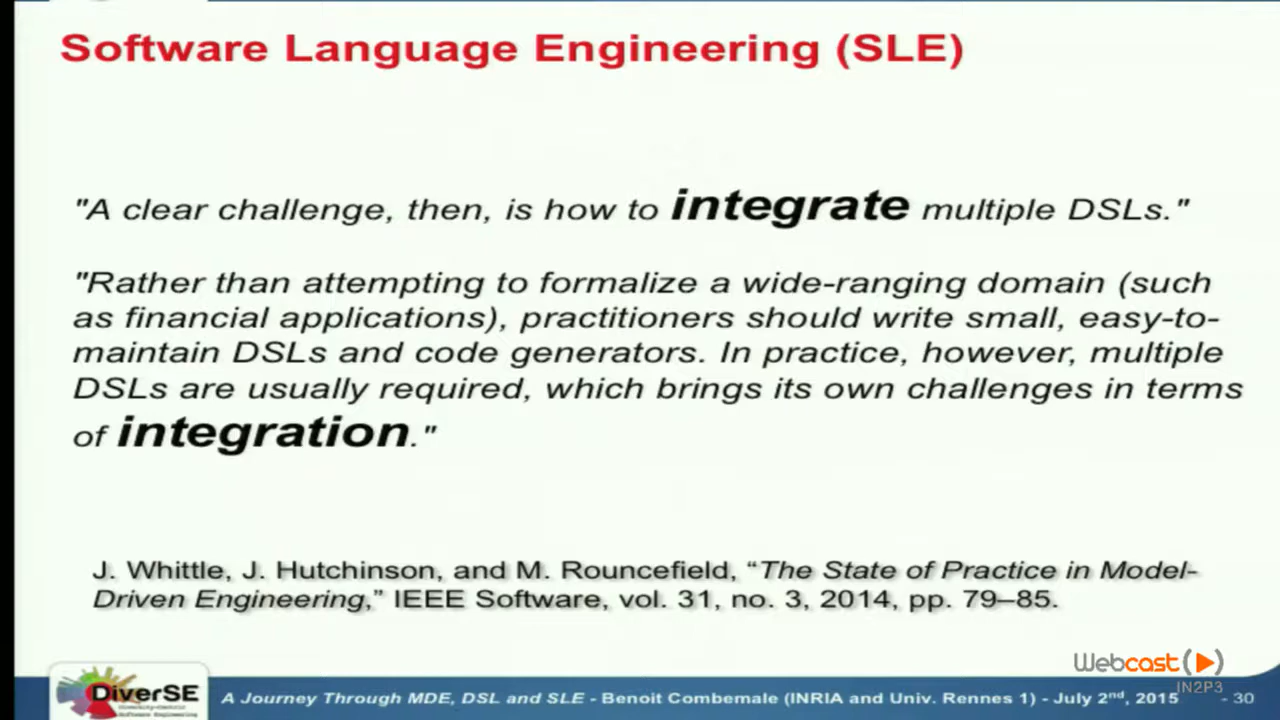 Software Language Engineering (SLE)
"A clear challenge, then, is how to integrate multiple DSLs."
"Rather than attempting to formalize a wide-ranging domain (such
as financial applications), practitioners should write small, easy-to-
maintain DSLs and code generators. In practice, however, multiple
DSLs are usually required, which brings its own challenges in terms
of integration."
J. Whittle, J. Hutchinson, and M. Rouncefield, “The State of Practice in Model-
Driven Engineering,” IEEE Software, vol. 31, no. 3, 2014, pp. 79–85.
Webcast
IN2P3
DiverSE
Diversity-Centric
Software Engineering
A Journey Through MDE, DSL and SLE - Benoit Combemale (INRIA and Univ. Rennes 1) - July 2nd, 2015 - 30